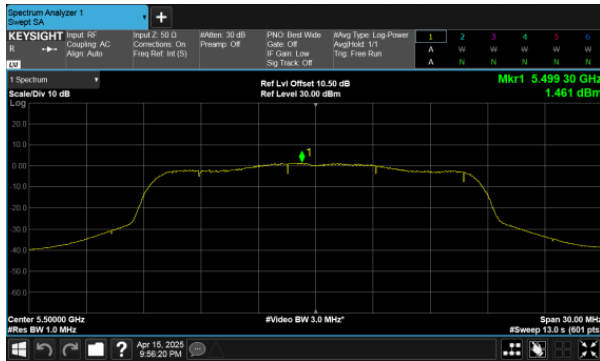 Spectrum Analyzer 1
Swept SA
+
KEYSIGHT
R
LXI
Input: RF
Coupling: AC
Align: Auto
Input Z: 50 Ω
Corrections: On
Freq Ref: Int (S)
#Atten: 30 dB
Preamp: Off
PNO: Best Wide
Gate: Off
IF Gain: Low
Sig Track: Off
#Avg Type: Log-Power
Avg|Hold: 1/1
Trig: Free Run
1 2 3 4 5 6
A W W W W W
A N N N N N
1 Spectrum
Scale/Div 10 dB
Log
Ref Lvl Offset 10.50 dB
Ref Level 30.00 dBm
Mkr1 5.499 30 GHz
1.461 dBm
20.0
10.0
0.00
-10.0
-20.0
-30.0
-40.0
-50.0
-60.0
1
Center 5.50000 GHz
#Res BW 1.0 MHz
#Video BW 3.0 MHz*
Span 30.00 MHz
#Sweep 13.0 s (601 pts)
?
Apr 15, 2025
9:56:20 PM